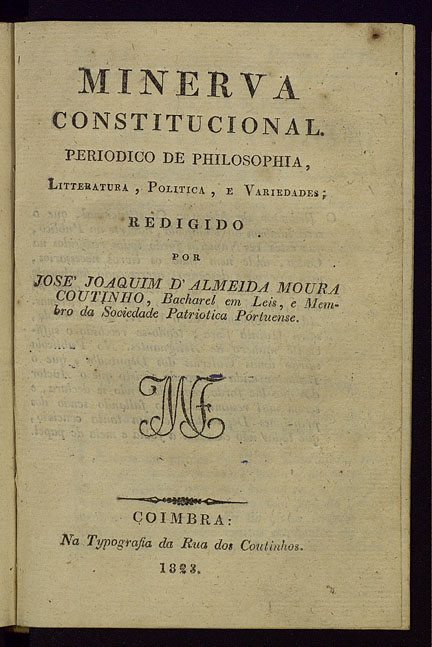 MINERVA
CONSTITUCIONAL.
PERIODICO DE PHILOSOPHIA,
LITTERATURA, POLITICA, E VARIEDADES;
REDIGIDO
POR
JOSE' JOAQUIM D'ALMEIDA MOURA
COUTINHO, Bacharel em Leis, e Mem-
bro da Sociedade Patriotica Portuense.
COIMBRA:
Na Typografia da Rua dos Coutinhos.
1823.